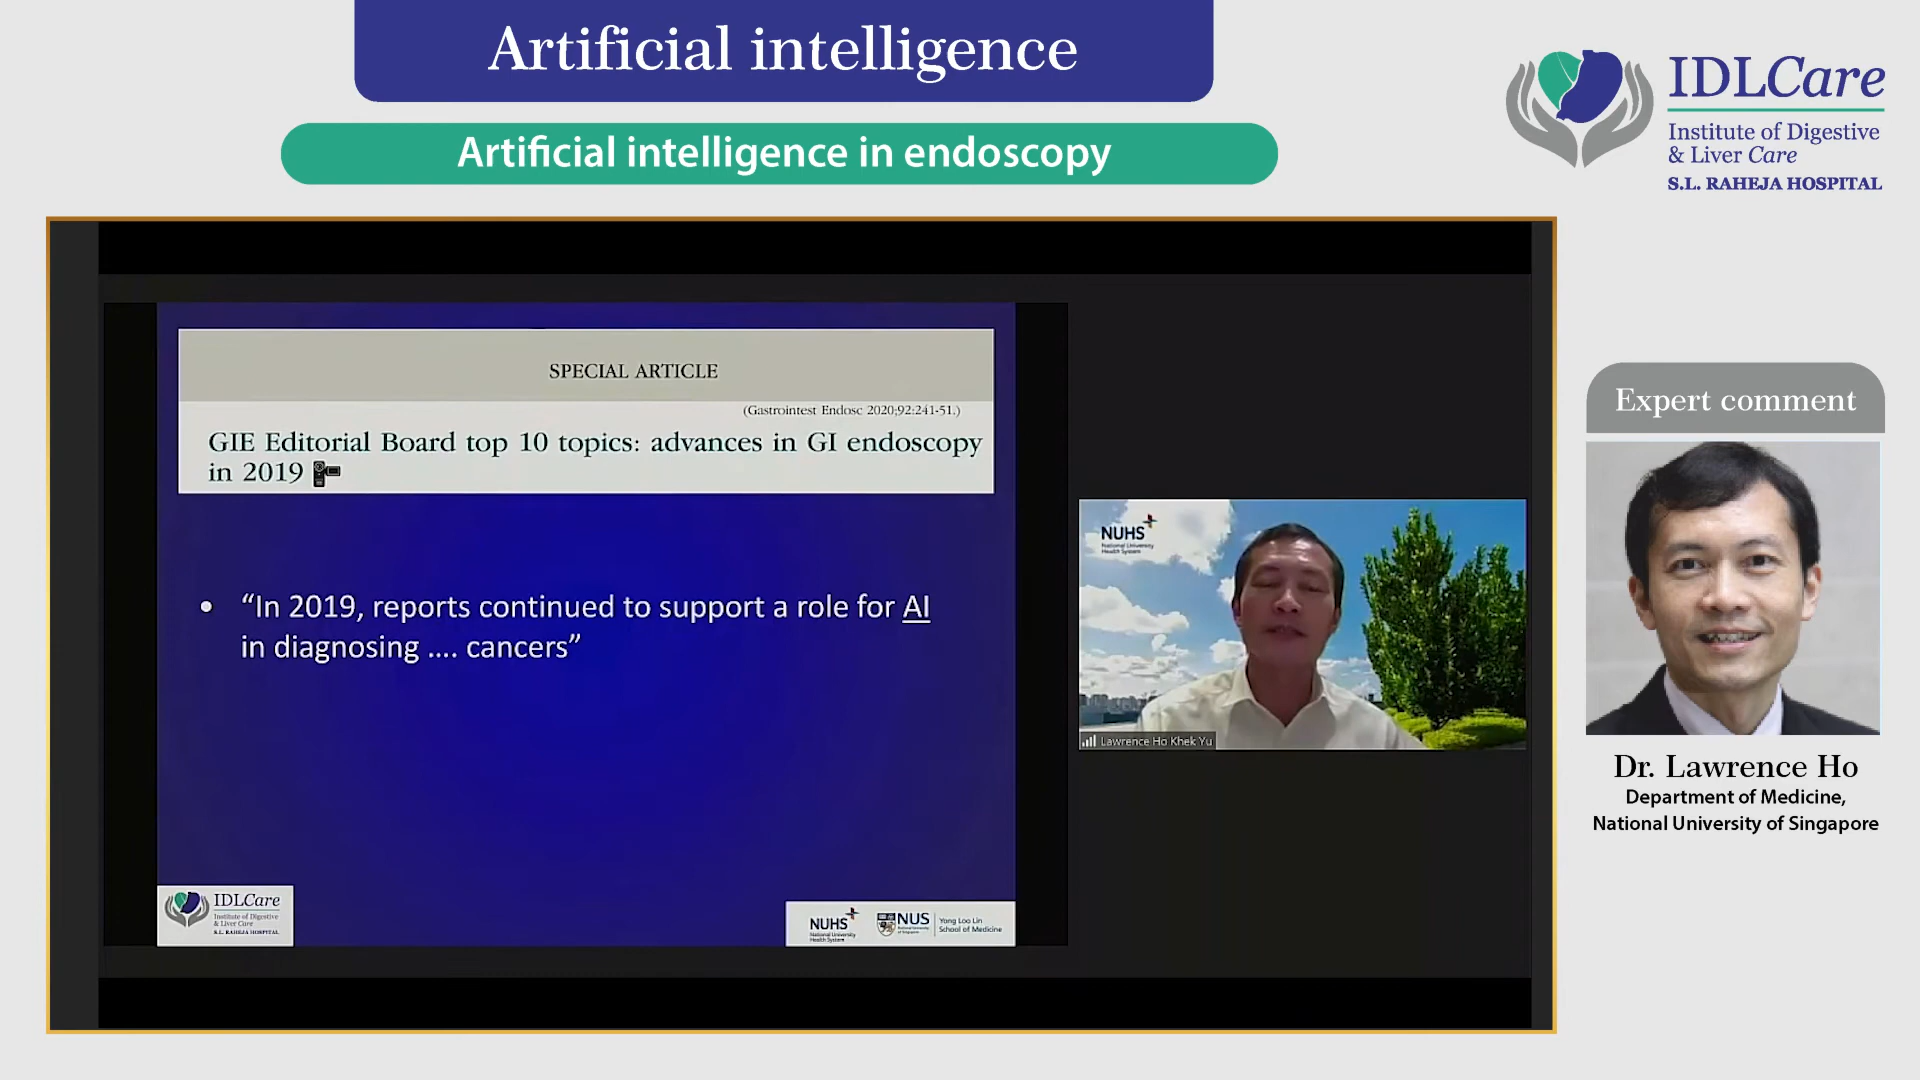 Artificial intelligence
Artificial intelligence in endoscopy
IDLCare
Institute of Digestive
& Liver Care
S.L. RAHEJA HOSPITAL
SPECIAL ARTICLE
(Gastrointest Endosc 2020;92:241-51.)
GIE Editorial Board top 10 topics: advances in GI endoscopy
in 2019
• “In 2019, reports continued to support a role for AI
in diagnosing .... cancers”
IDLCare
Institute of Digestive
& Liver Care
S.L. RAHEJA HOSPITAL
NUHS
National University
Health System
NUS
National University
of Singapore
Yong Loo Lin
School of Medicine
NUHS
National University
Health System
Lawrence Ho Khek Yu
Expert comment
Dr. Lawrence Ho
Department of Medicine,
National University of Singapore